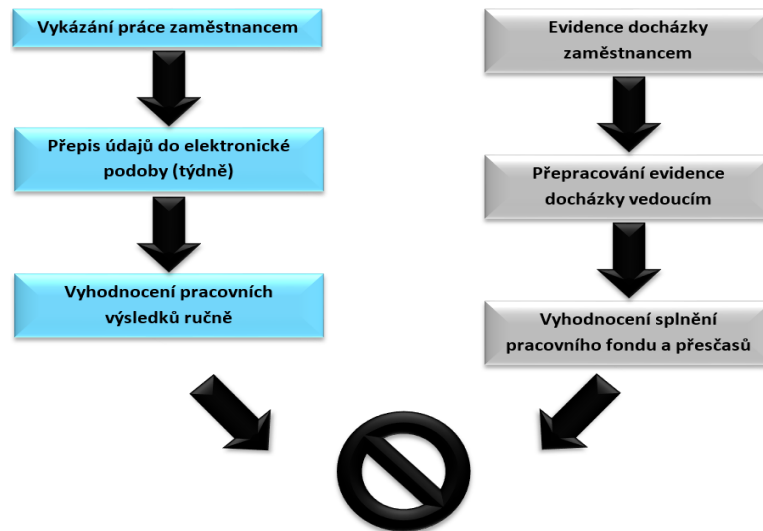 Vykázání práce zaměstnancem
Přepis údajů do elektronické
podoby (týdně)
Vyhodnocení pracovních
výsledků ručně
Evidence docházky
zaměstnancem
Přepracování evidence
docházky vedoucím
Vyhodnocení splnění
pracovního fondu a přesčasů